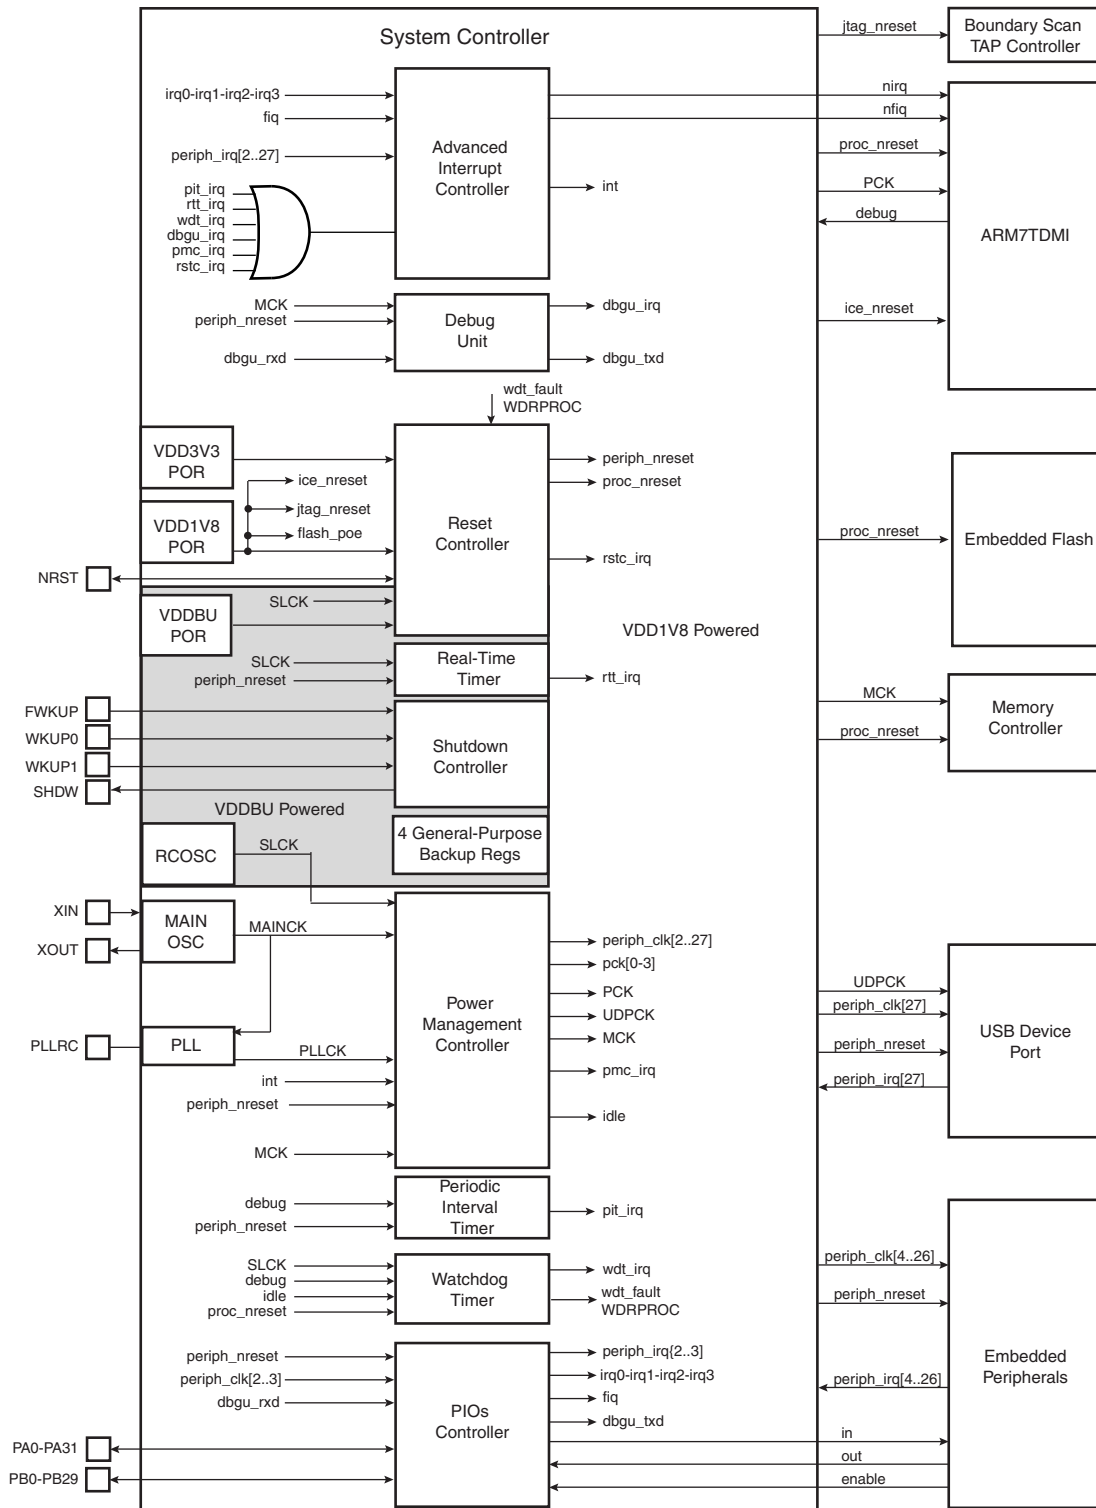 System Controller
jtag_nreset
Boundary Scan
TAP Controller
irq0-irq1-irq2-irq3
fiq
periph_irq[2..27]
pit_irq
rtt_irq
wdt_irq
dbgu_irq
pmc_irq
rstc_irq
Advanced
Interrupt
Controller
int
nirq
nfiq
proc_nreset
PCK
debug
ice_nreset
ARM7TDMI
MCK
periph_nreset
dbgu_rxd
Debug
Unit
dbgu_irq
dbgu_txd
wdt_fault
WDRPROC
VDD3V3
POR
VDD1V8
POR
ice_nreset
jtag_nreset
flash_poe
Reset
Controller
periph_nreset
proc_nreset
rstc_irq
proc_nreset
Embedded Flash
NRST
SLCK
VDDBU
POR
VDD1V8 Powered
SLCK
periph_nreset
Real-Time
Timer
rtt_irq
FWKUP
WKUP0
WKUP1
SHDW
Shutdown
Controller
VDDBU Powered
MCK
proc_nreset
Memory
Controller
RCOSC
SLCK
4 General-Purpose
Backup Regs
XIN
XOUT
MAIN
OSC
MAINCK
PLLRC
PLL
PLLCK
int
periph_nreset
MCK
Power
Management
Controller
periph_clk[2..27]
pck[0-3]
PCK
UDPCK
MCK
pmc_irq
idle
UDPCK
periph_clk[27]
periph_nreset
periph_irq[27]
USB Device
Port
debug
periph_nreset
Periodic
Interval
Timer
pit_irq
SLCK
debug
idle
proc_nreset
Watchdog
Timer
wdt_irq
wdt_fault
WDRPROC
periph_clk[4..26]
periph_nreset
periph_irq[4..26]
in
out
enable
Embedded
Peripherals
periph_nreset
periph_clk[2..3]
dbgu_rxd
PIOs
Controller
periph_irq{2..3]
irq0-irq1-irq2-irq3
fiq
dbgu_txd
PA0-PA31
PB0-PB29